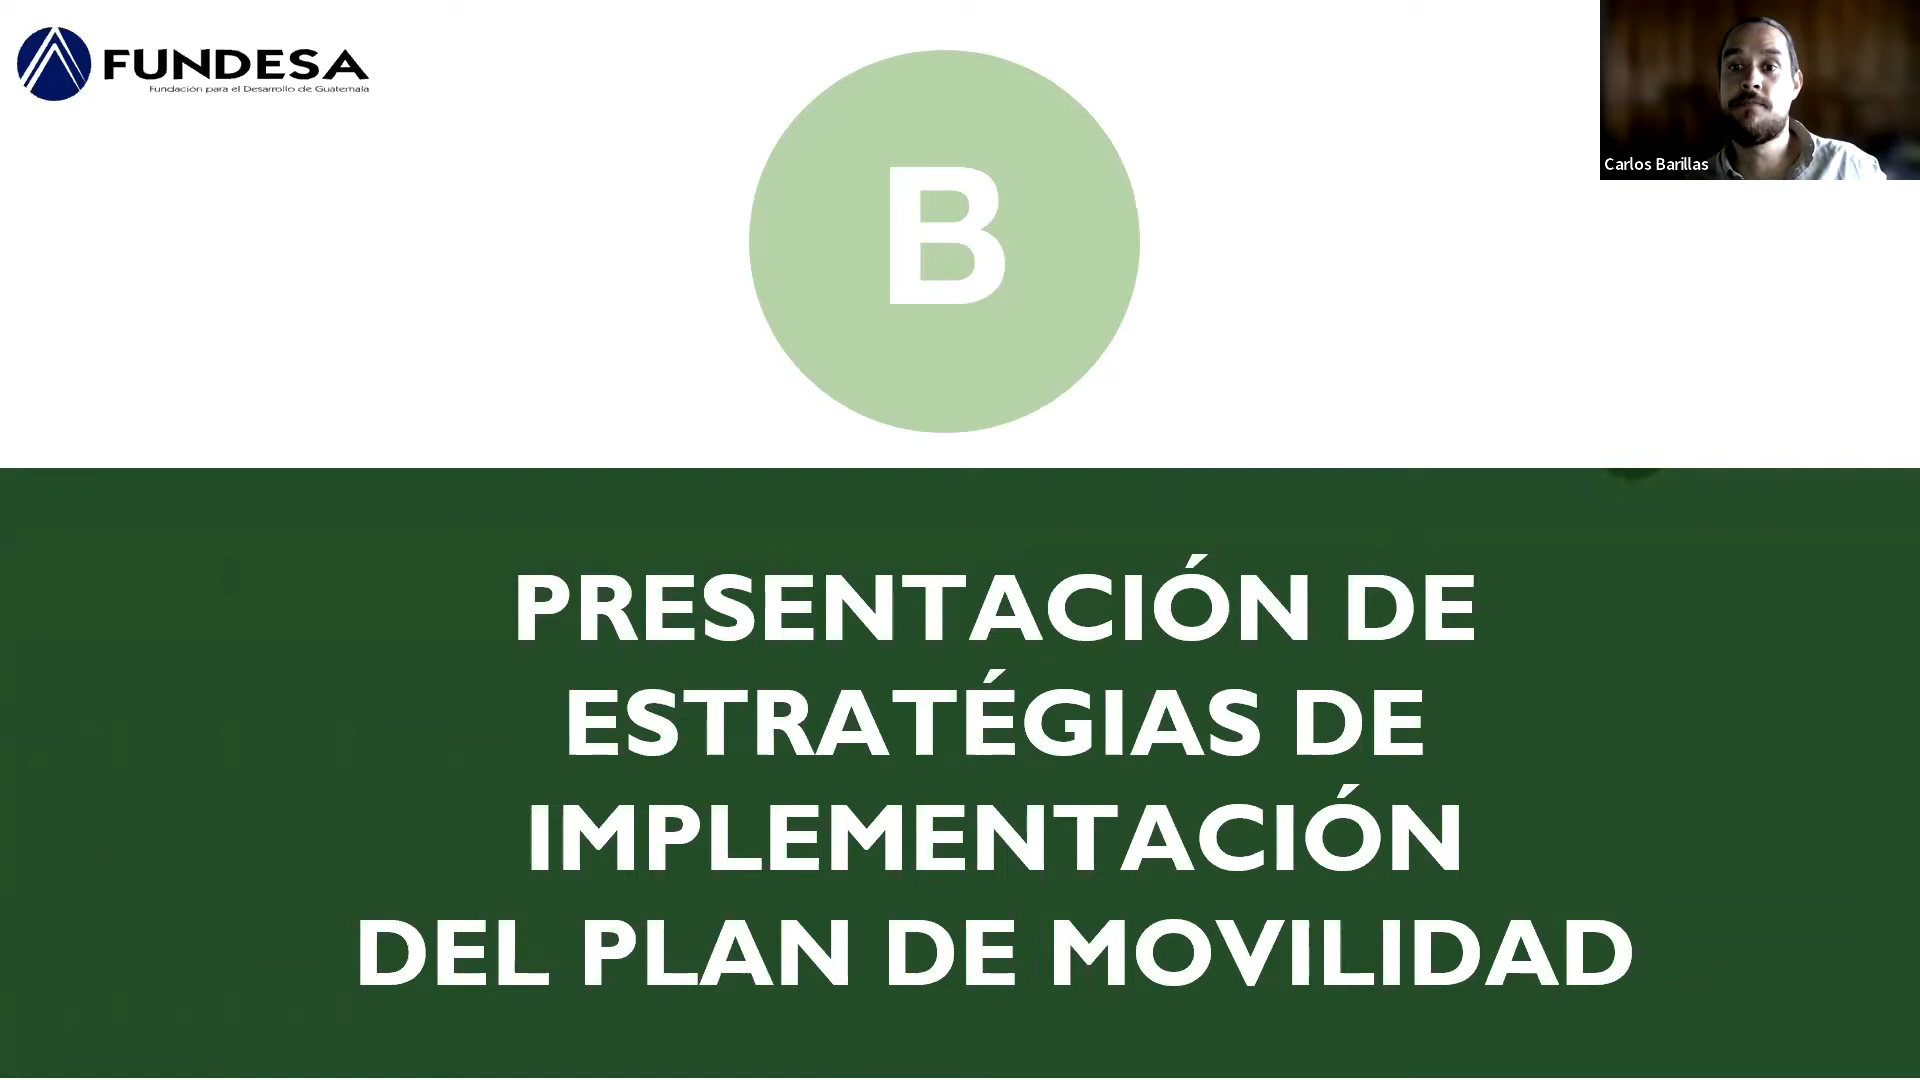 FUNDESA
Fundación para el Desarrollo de Guatemala
Carlos Barillas
B
PRESENTACIÓN DE
ESTRATÉGIAS DE
IMPLEMENTACIÓN
DEL PLAN DE MOVILIDAD